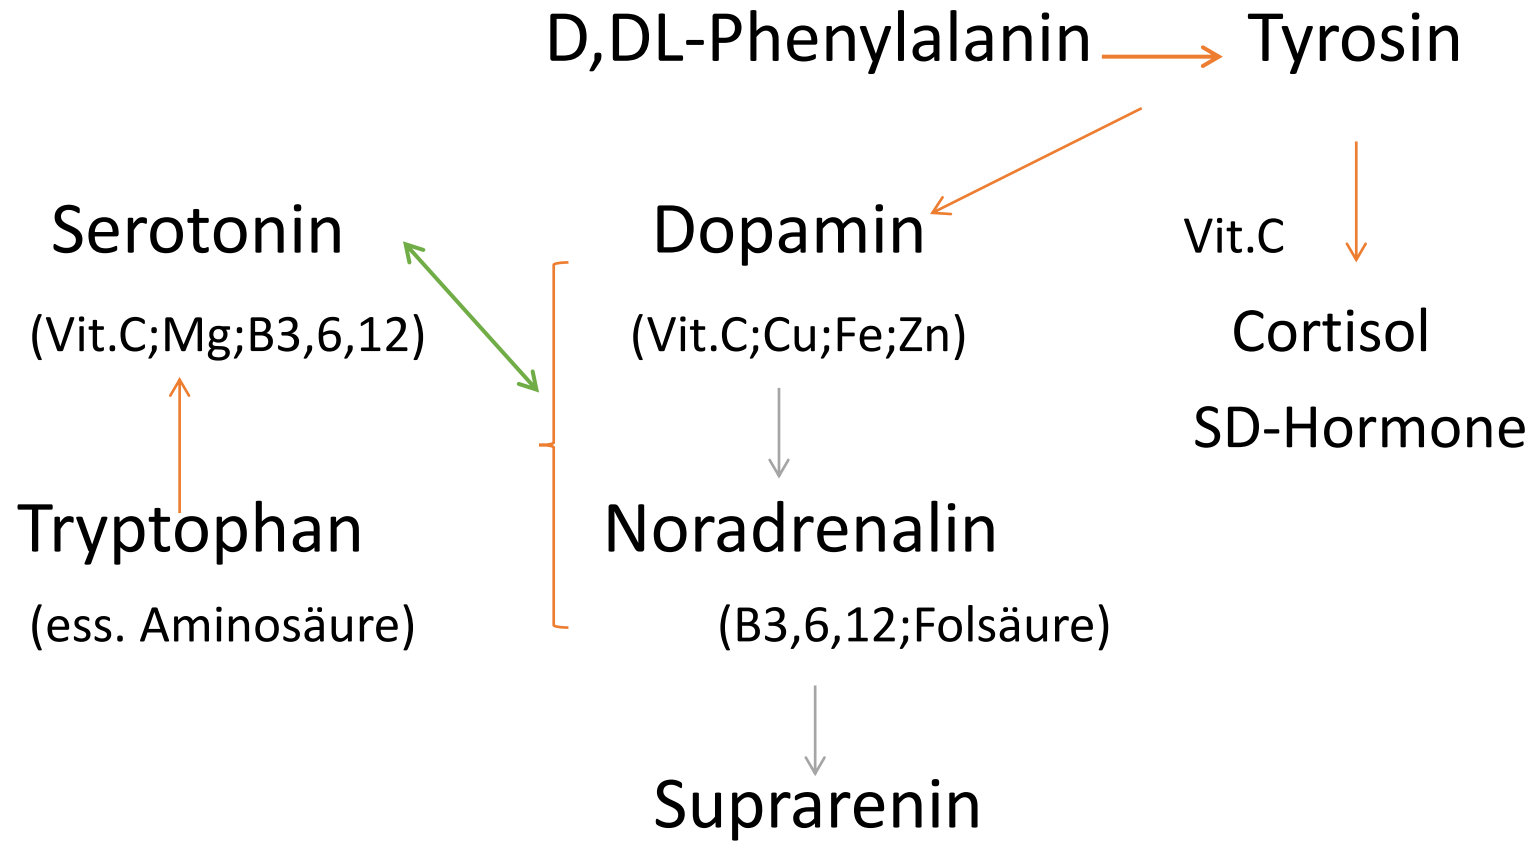 D,DL-Phenylalanin
Tyrosin
Serotonin
Dopamin
Vit.C
(Vit.C;Mg;B3,6,12)
(Vit.C;Cu;Fe;Zn)
Cortisol
SD-Hormone
Tryptophan
Noradrenalin
(ess. Aminosäure)
(B3,6,12;Folsäure)
Suprarenin